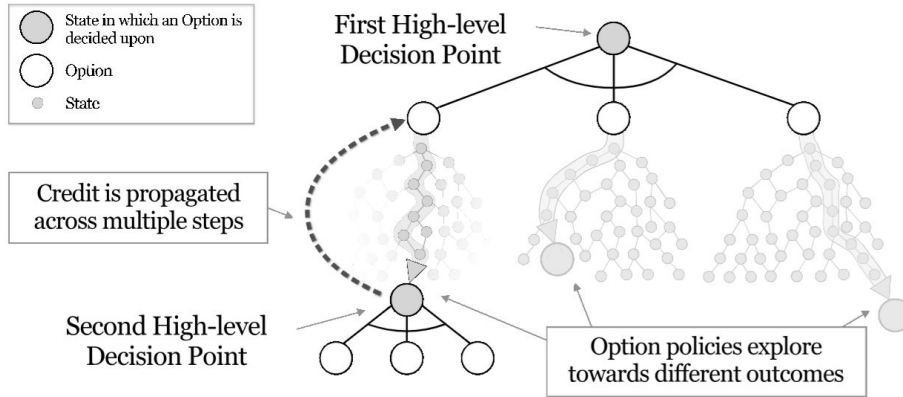 State in which an Option is
decided upon
Option
State
First High-level
Decision Point
Credit is propagated
across multiple steps
Second High-level
Decision Point
Option policies explore
towards different outcomes